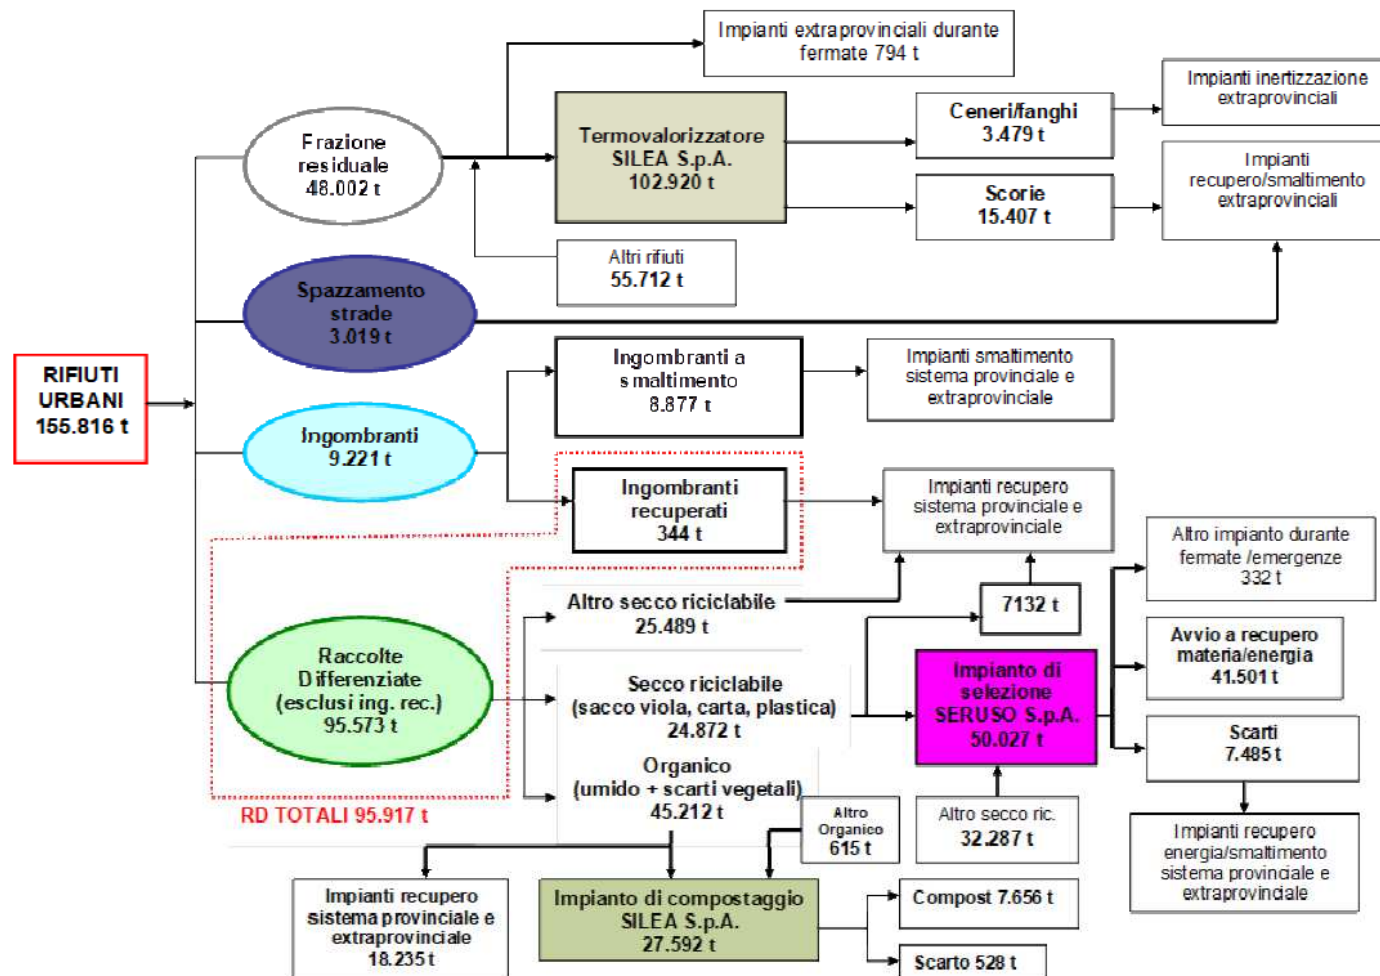 Impianti extraprovinciali durante
fermate 794 t
Impianti inertizzazione
extraprovinciali
Termovalorizzatore
SILEA S.p.A.
102.920 t
Ceneri/fanghi
3.479 t
Frazione
residuale
48.002 t
Impianti
recupero/smaltimento
extraprovinciali
Scorie
15.407 t
Altri rifiuti
55.712 t
Spazzamento
strade
3.019 t
RIFIUTI
URBANI
155.816 t
Ingombranti a
smaltimento
8.877 t
Impianti smaltimento
sistema provinciale e
extraprovinciale
Ingombranti
9.221 t
Ingombranti
recuperati
344 t
Impianti recupero
sistema provinciale e
extraprovinciale
Altro impianto durante
fermate /emergenze
332 t
Altro secco riciclabile
25.489 t
7132 t
Raccolte
Differenziate
(esclusi ing. rec.)
95.573 t
Secco riciclabile
(sacco viola, carta, plastica)
24.872 t
Impianto di
selezione
SERUSO S.p.A.
50.027 t
Avvio a recupero
materia/energia
41.501 t
Scarti
7.485 t
Organico
(umido + scarti vegetali)
45.212 t
RD TOTALI 95.917 t
Altro
Organico
615 t
Altro secco ric.
32.287 t
Impianti recupero
energia/smaltimento
sistema provinciale e
extraprovinciale
Impianti recupero
sistema provinciale e
extraprovinciale
18.235 t
Impianto di compostaggio
SILEA S.p.A.
27.592 t
Compost 7.656 t
Scarto 528 t